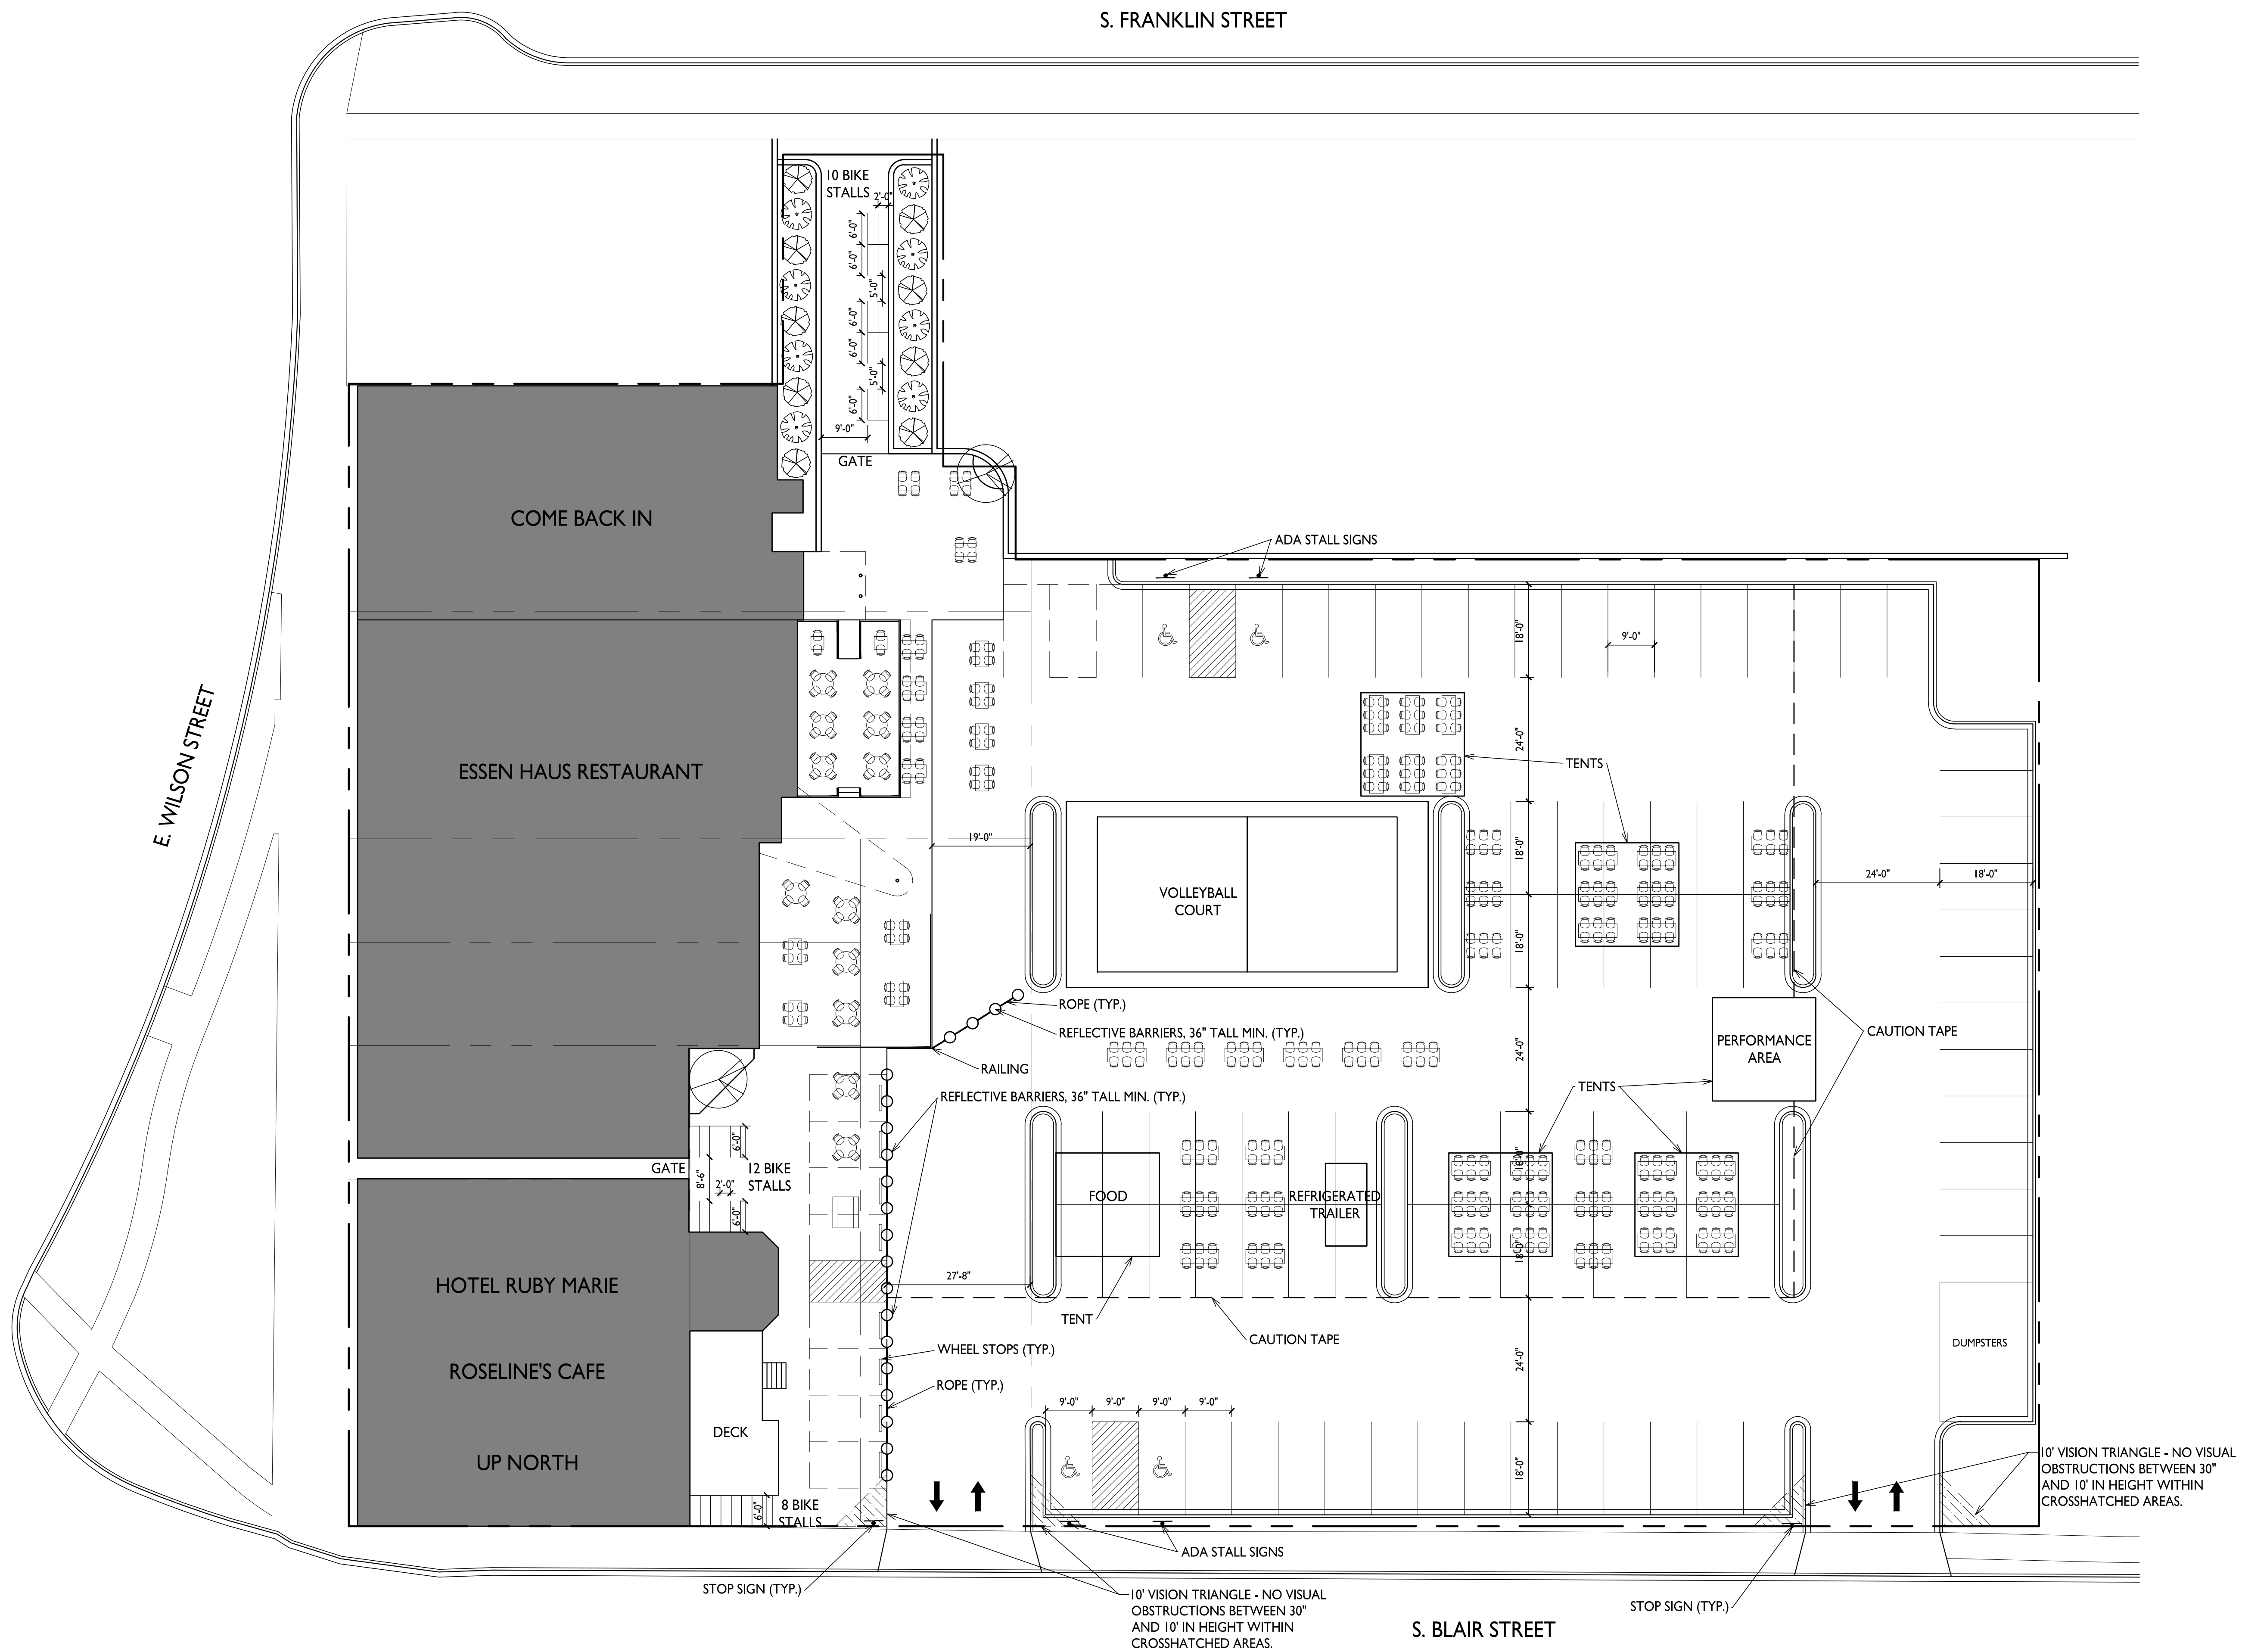 S. FRANKLIN STREET
10 BIKE
STALLS
2'-0"
6'-0"
6'-0"
5'-0"
6'-0"
6'-0"
5'-0"
6'-0"
9'-0"
GATE
COME BACK IN
ADA STALL SIGNS
18'-0"
9'-0"
E. WILSON STREET
ESSEN HAUS RESTAURANT
24'-0"
TENTS
19'-0"
18'-0"
VOLLEYBALL
COURT
24'-0"
18'-0"
18'-0"
ROPE (TYP.)
REFLECTIVE BARRIERS, 36" TALL MIN. (TYP.)
CAUTION TAPE
PERFORMANCE
AREA
24'-0"
RAILING
TENTS
REFLECTIVE BARRIERS, 36" TALL MIN. (TYP.)
6'-0"
GATE
12 BIKE
STALLS
8'-6"
2'-0"
6'-0"
18'-0"
FOOD
REFRIGERATED
TRAILER
18'-0"
HOTEL RUBY MARIE
27'-8"
TENT
CAUTION TAPE
WHEEL STOPS (TYP.)
24'-0"
DUMPSTERS
ROSELINE'S CAFE
ROPE (TYP.)
9'-0"
9'-0"
9'-0"
9'-0"
DECK
UP NORTH
18'-0"
10' VISION TRIANGLE - NO VISUAL
OBSTRUCTIONS BETWEEN 30"
AND 10' IN HEIGHT WITHIN
CROSSHATCHED AREAS.
6'-0"
8 BIKE
STALLS
ADA STALL SIGNS
STOP SIGN (TYP.)
10' VISION TRIANGLE - NO VISUAL
OBSTRUCTIONS BETWEEN 30"
AND 10' IN HEIGHT WITHIN
CROSSHATCHED AREAS.
STOP SIGN (TYP.)
S. BLAIR STREET